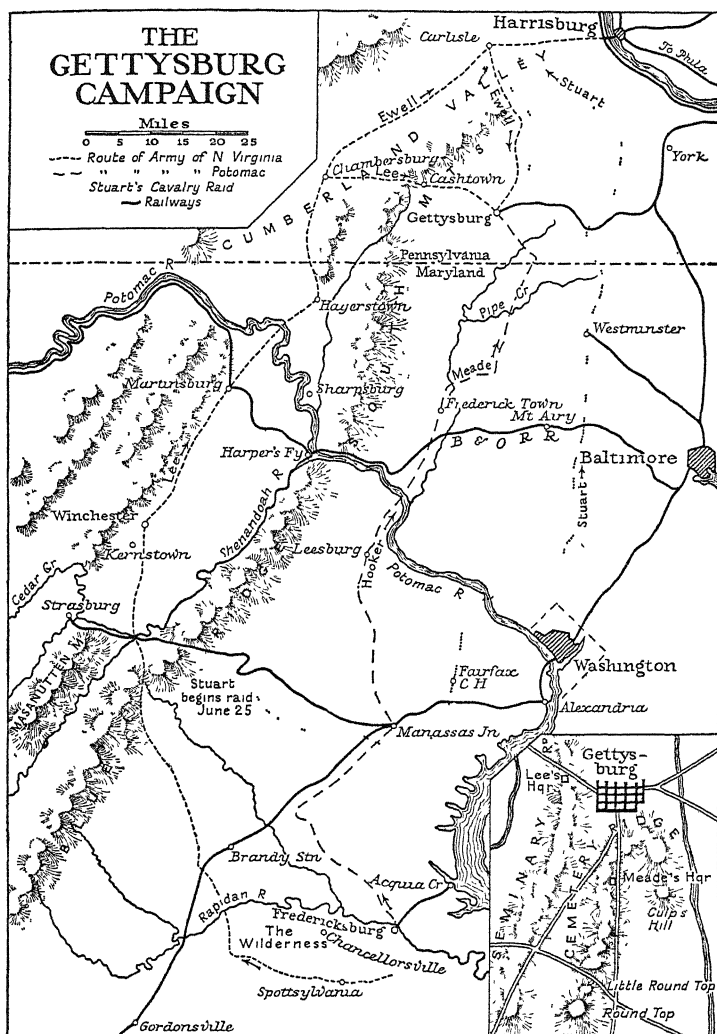 THE
GETTYSBURG
CAMPAIGN
Miles
0 5 10 15 20 25
Route of Army of N Virginia
" " " " Potomac
Stuart's Cavalry Raid
Railways
Carlisle
Harrisburg
To Phila
Ewell
Ewell
Stuart
York
CUMBERLAND VALLEY
Chambersburg
Lee
Cashtown
Gettysburg
Pennsylvania
Maryland
Potomac R
Hagerstown
Pipe Cr
Westminster
SOUTH MTS
Meade
Martinsburg
Sharpsburg
Frederick Town
Mt Airy
B & O R R
Harper's Fy
Baltimore
Lee
Stuart
Winchester
Shenandoah R
Kernstown
Leesburg
Hooker
Potomac R
Cedar Cr
Strasburg
BLUE RIDGE
MASANUTTEN M
Washington
Fairfax
C H
Stuart
begins raid
June 25
Alexandria
Manassas Jn
Brandy Stn
Acquia Cr
Rapidan R
Fredericksburg
The
Wilderness
Chancellorsville
Spottsylvania
Gordonsville
Gettys-
burg
Lee's
Hqr
SEMINARY R
CEMETERY RIDGE
Meade's Hqr
Culps
Hill
Little Round Top
Round Top